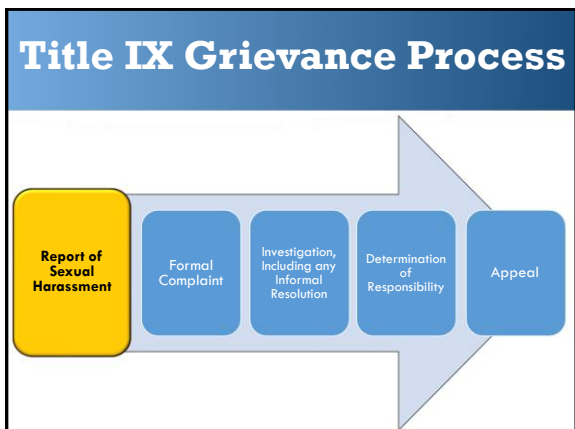 Title IX Grievance Process
Report of
Sexual
Harassment
Formal
Complaint
Investigation,
Including any
Informal
Resolution
Determination
of
Responsibility
Appeal